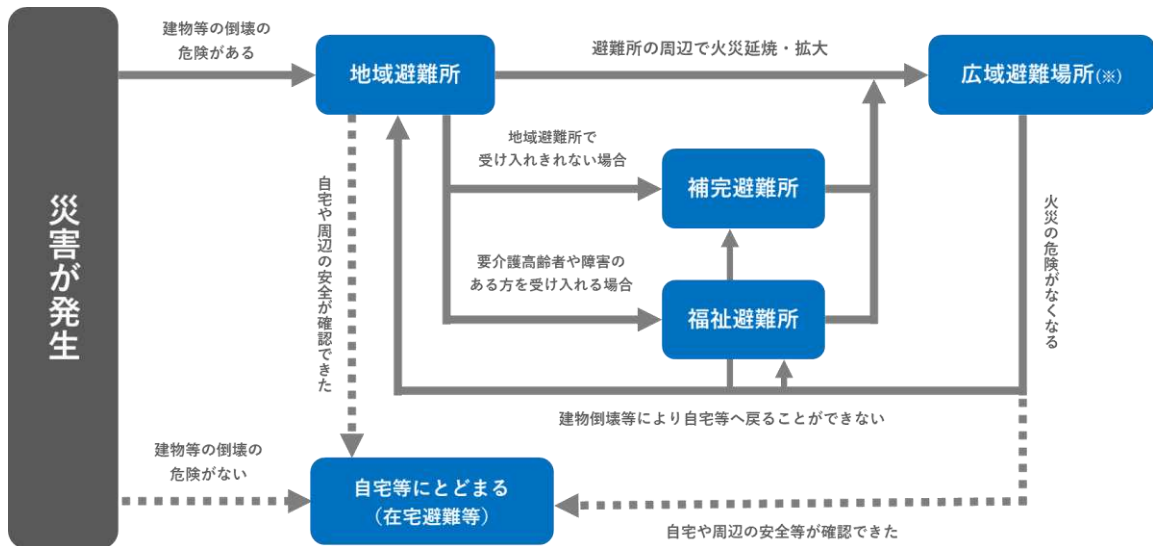 災害が発生
建物等の倒壊の
危険がある
地域避難所
避難所の周辺で火災延焼・拡大
広域避難場所(※)
地域避難所で
受け入れきれない場合
補完避難所
自宅や周辺の安全が確認できた
要介護高齢者や障害の
ある方を受け入れる場合
福祉避難所
火災の危険がなくなる
建物倒壊等により自宅等へ戻ることができない
建物等の倒壊の
危険がない
自宅等にとどまる
（在宅避難等）
自宅や周辺の安全等が確認できた